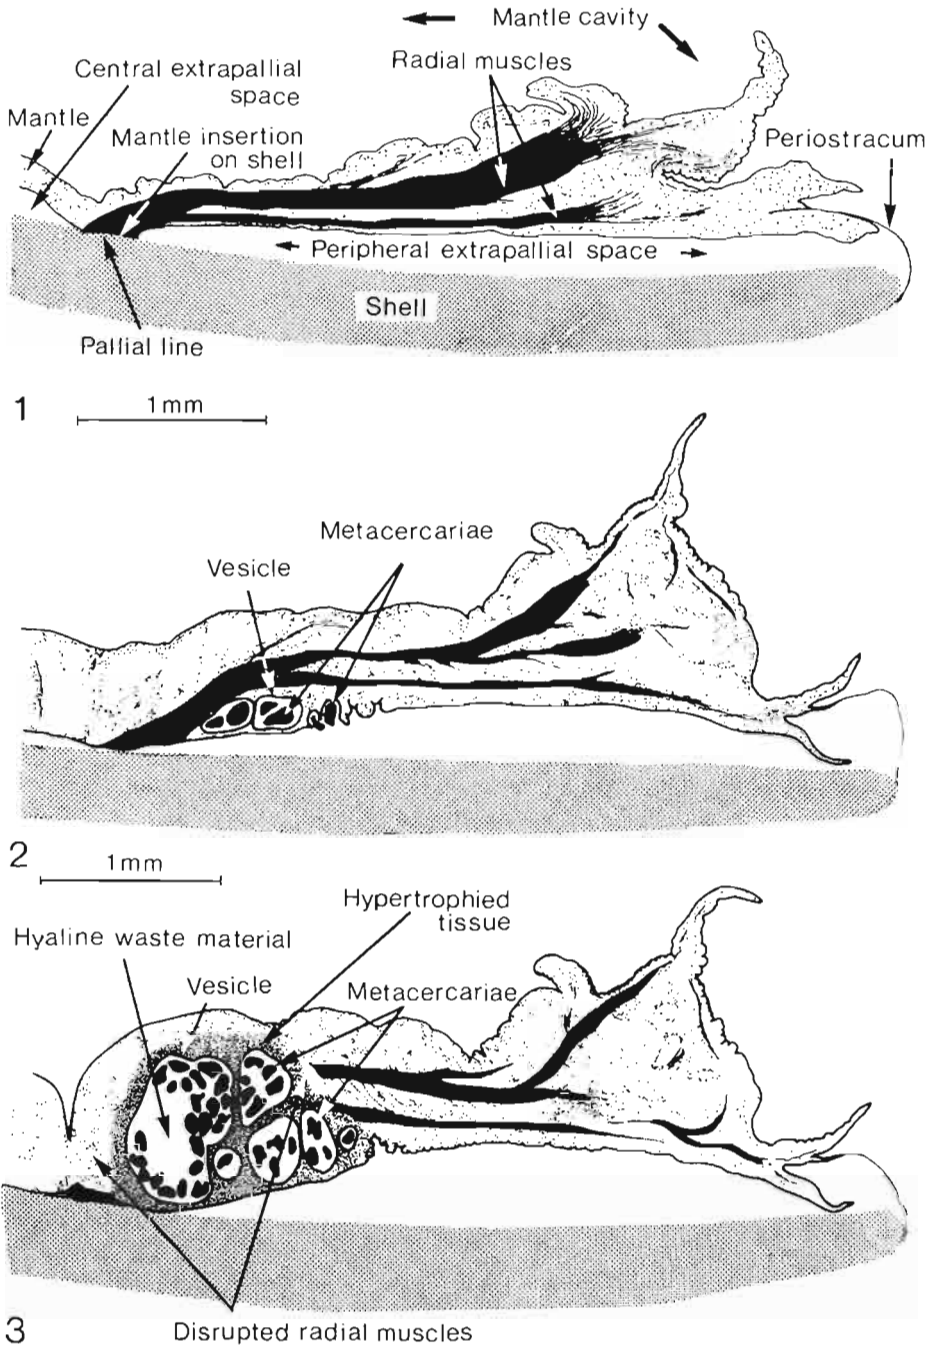 Mantle cavity
Radial muscles
Central extrapallial
space
Mantle
Mantle insertion
on shell
Periostracum
Peripheral extrapallial space
Shell
Pallial line
1
1mm
Metacercariae
Vesicle
2
1mm
Hypertrophied
tissue
Hyaline waste material
Vesicle
Metacercariae
3
Disrupted radial muscles